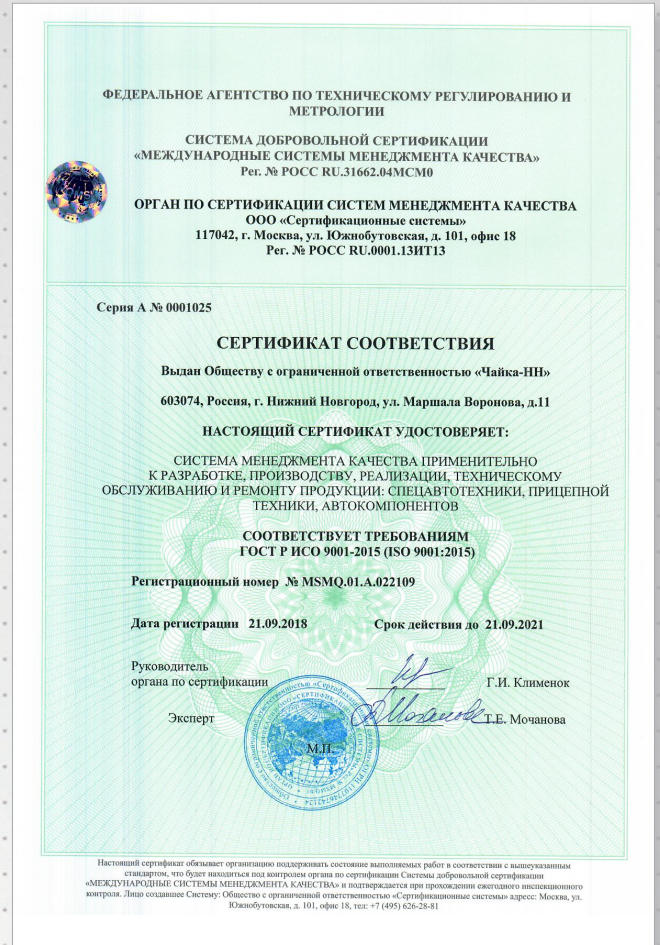 ФЕДЕРАЛЬНОЕ АГЕНТСТВО ПО ТЕХНИЧЕСКОМУ РЕГУЛИРОВАНИЮ И
МЕТРОЛОГИИ
СИСТЕМА ДОБРОВОЛЬНОЙ СЕРТИФИКАЦИИ
«МЕЖДУНАРОДНЫЕ СИСТЕМЫ МЕНЕДЖМЕНТА КАЧЕСТВА»
Рег. № РОСС RU.31662.04МСМ0
ОРГАН ПО СЕРТИФИКАЦИИ СИСТЕМ МЕНЕДЖМЕНТА КАЧЕСТВА
ООО «Сертификационные системы»
117042, г. Москва, ул. Южнобутовская, д. 101, офис 18
Рег. № РОСС RU.0001.13ИТ13
Серия А № 0001025
СЕРТИФИКАТ СООТВЕТСТВИЯ
Выдан Обществу с ограниченной ответственностью «Чайка-НН»
603074, Россия, г. Нижний Новгород, ул. Маршала Воронова, д.11
НАСТОЯЩИЙ СЕРТИФИКАТ УДОСТОВЕРЯЕТ:
СИСТЕМА МЕНЕДЖМЕНТА КАЧЕСТВА ПРИМЕНИТЕЛЬНО
К РАЗРАБОТКЕ, ПРОИЗВОДСТВУ, РЕАЛИЗАЦИИ, ТЕХНИЧЕСКОМУ
ОБСЛУЖИВАНИЮ И РЕМОНТУ ПРОДУКЦИИ: СПЕЦАВТОТЕХНИКИ, ПРИЦЕПНОЙ
ТЕХНИКИ, АВТОКОМПОНЕНТОВ
СООТВЕТСТВУЕТ ТРЕБОВАНИЯМ
ГОСТ Р ИСО 9001-2015 (ISO 9001:2015)
Регистрационный номер № MSMQ.01.A.022109
Дата регистрации 21.09.2018 Срок действия до 21.09.2021
Руководитель
органа по сертификации Г.И. Клименок
Эксперт Т.Е. Мочанова
М.П.
Настоящий сертификат обязывает организацию поддерживать состояние выполняемых работ в соответствии с вышеуказанным
стандартом, что будет находиться под контролем органа по сертификации Системы добровольной сертификации
«МЕЖДУНАРОДНЫЕ СИСТЕМЫ МЕНЕДЖМЕНТА КАЧЕСТВА» и подтверждается при прохождении ежегодного инспекционного
контроля. Лицо создавшее Систему: Общество с ограниченной ответственностью «Сертификационные системы» адрес: Москва, ул.
Южнобутовская, д. 101, офис 18, тел: +7 (495) 626-28-81